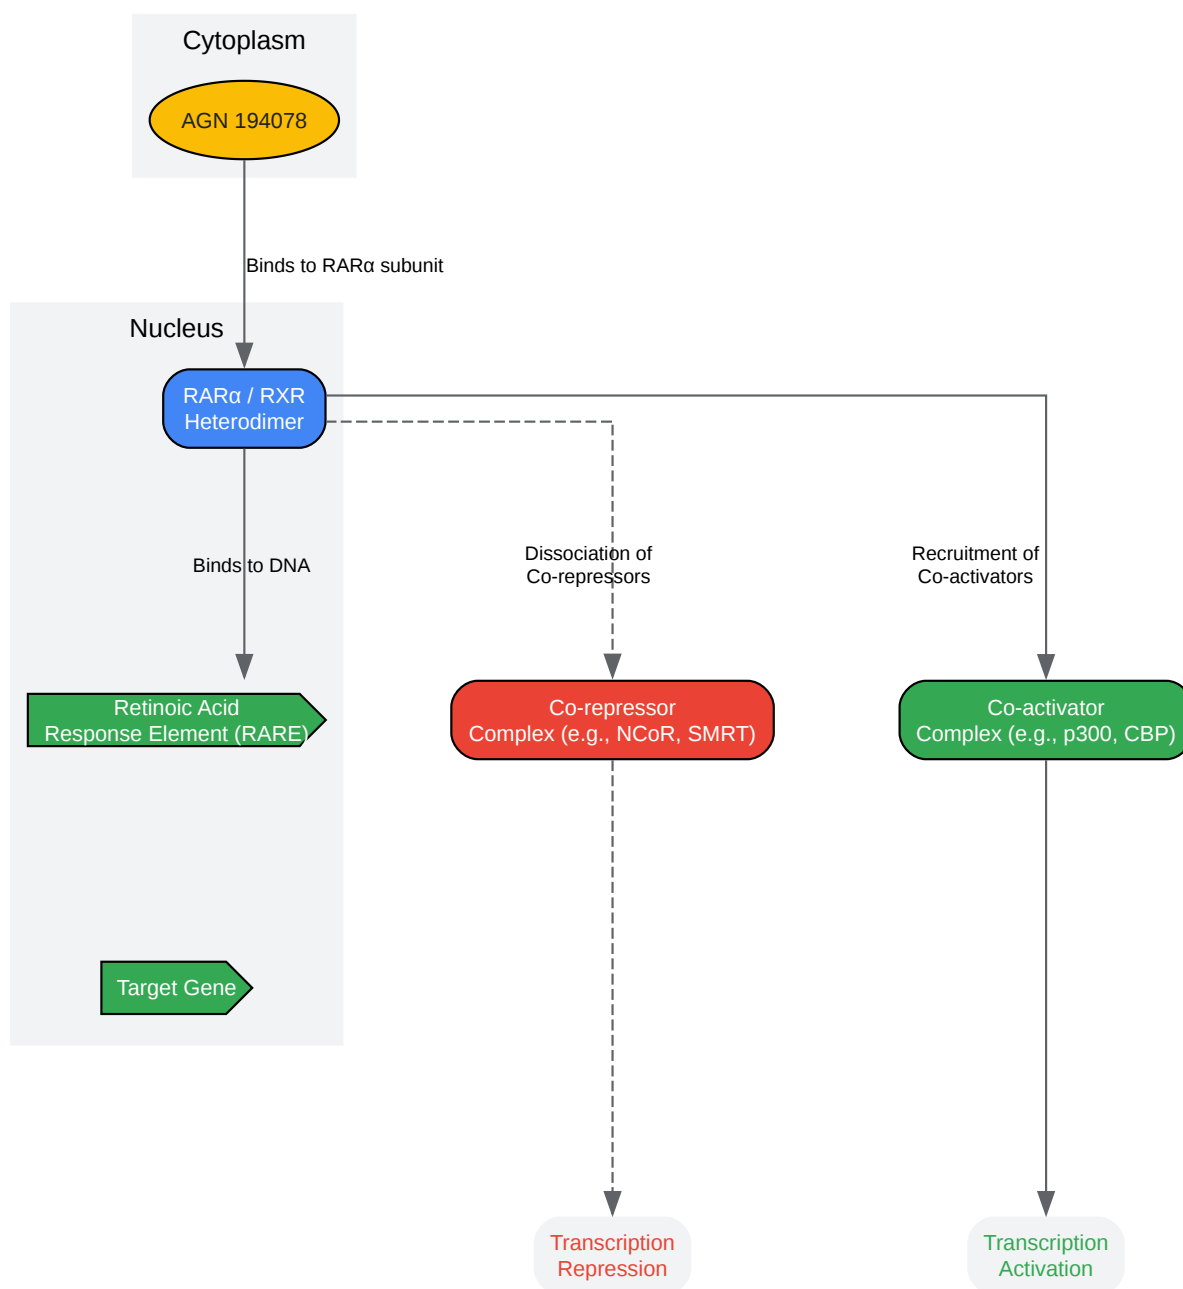 Cytoplasm
AGN 194078
Binds to RARα subunit
Nucleus
RARα / RXR
Heterodimer
Binds to DNA
Dissociation of
Co-repressors
Recruitment of
Co-activators
Retinoic Acid
Response Element (RARE)
Co-repressor
Complex (e.g., NCoR, SMRT)
Co-activator
Complex (e.g., p300, CBP)
Target Gene
Transcription
Repression
Transcription
Activation